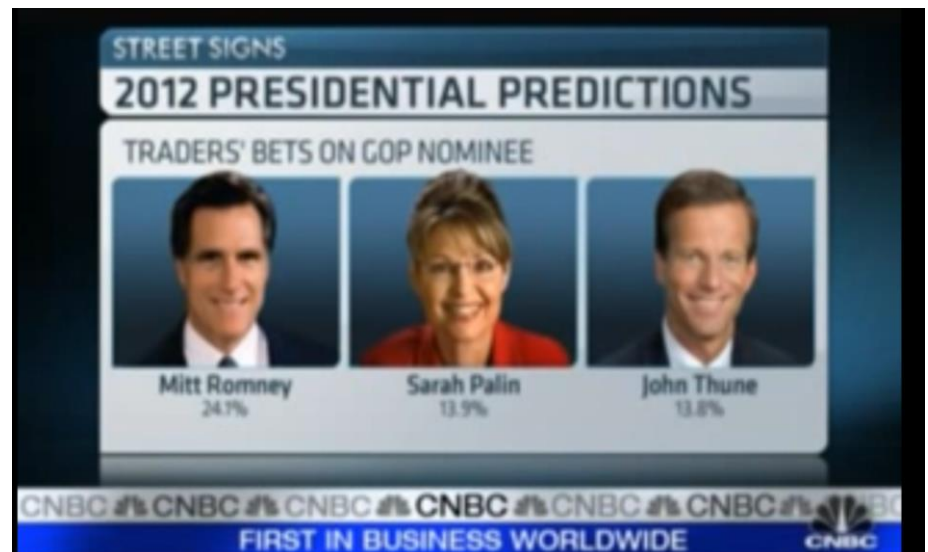 STREET SIGNS
2012 PRESIDENTIAL PREDICTIONS
TRADERS' BETS ON GOP NOMINEE
Mitt Romney Sarah Palin John Thune
24.1% 13.9% 13.8%
CNBC CNBC CNBC CNBC CNBC CNBC BC
FIRST IN BUSINESS WORLDWIDE
CNBC